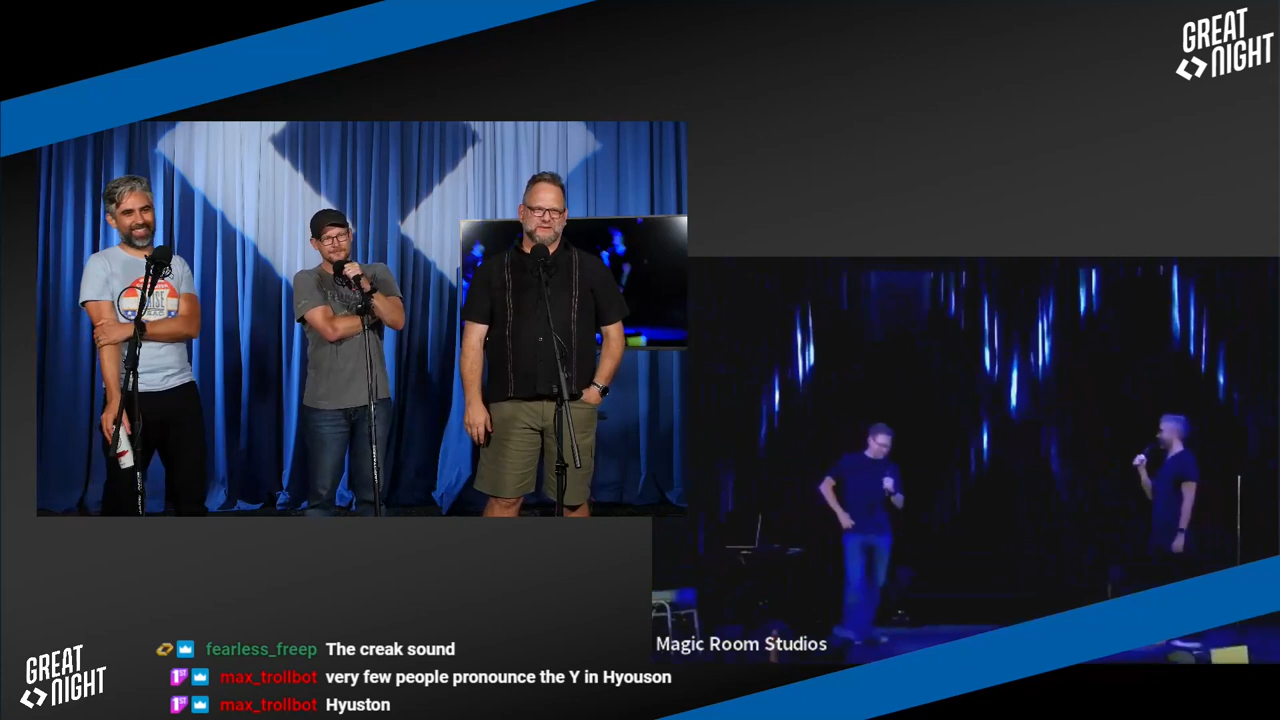 GREAT
NIGHT
Magic Room Studios
GREAT
NIGHT
fearless_freep The creak sound
max_trollbot very few people pronounce the Y in Hyouson
max_trollbot Hyuston